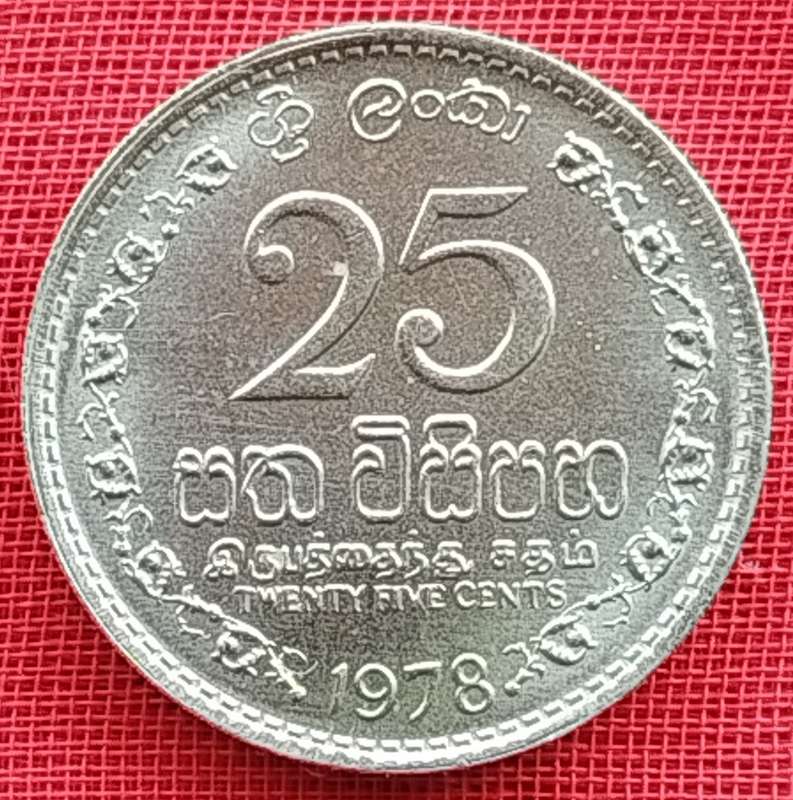 ශ්‍රී ලංකා
25
සත විසිපහ
இருபத்தைந்து சதம்
TWENTY FIVE CENTS
1978